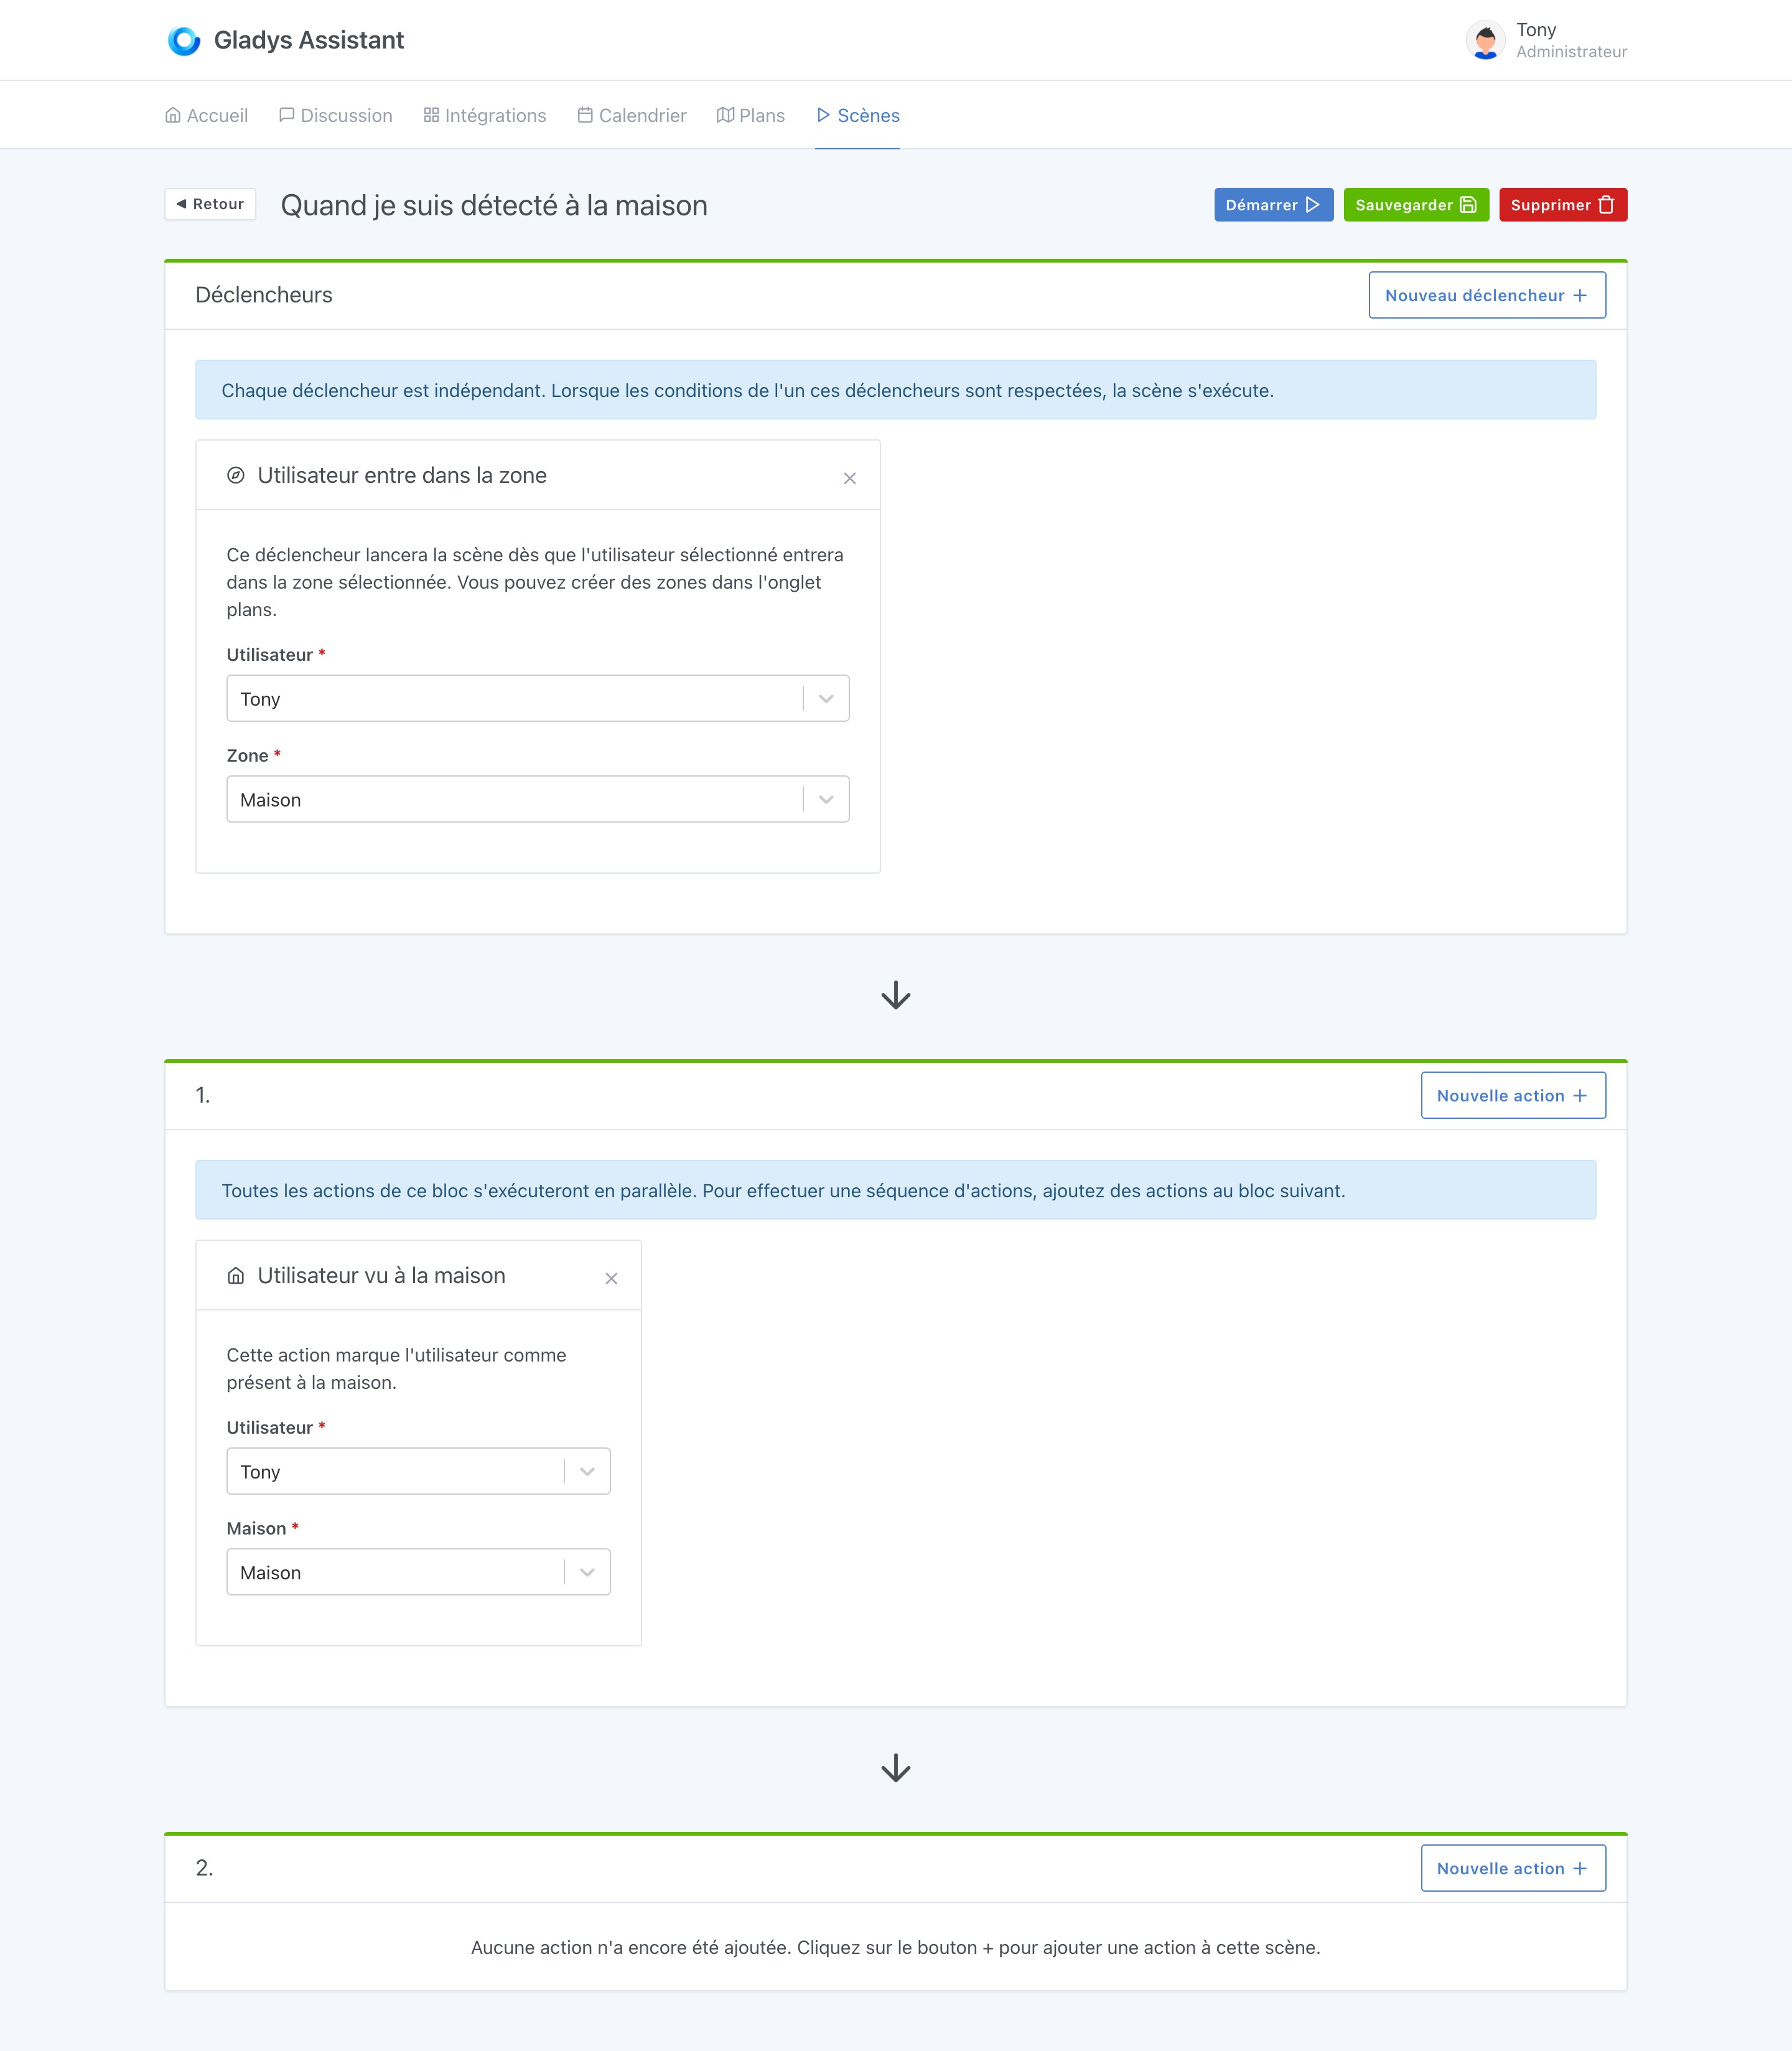 Gladys Assistant
Tony
Administrateur
Accueil
Discussion
Intégrations
Calendrier
Plans
Scènes
◄ Retour
Quand je suis détecté à la maison
Démarrer
Sauvegarder
Supprimer
Déclencheurs
Nouveau déclencheur +
Chaque déclencheur est indépendant. Lorsque les conditions de l'un ces déclencheurs sont respectées, la scène s'exécute.
Utilisateur entre dans la zone
Ce déclencheur lancera la scène dès que l'utilisateur sélectionné entrera
dans la zone sélectionnée. Vous pouvez créer des zones dans l'onglet
plans.
Utilisateur *
Tony
Zone *
Maison
1.
Nouvelle action +
Toutes les actions de ce bloc s'exécuteront en parallèle. Pour effectuer une séquence d'actions, ajoutez des actions au bloc suivant.
Utilisateur vu à la maison
Cette action marque l'utilisateur comme
présent à la maison.
Utilisateur *
Tony
Maison *
Maison
2.
Nouvelle action +
Aucune action n'a encore été ajoutée. Cliquez sur le bouton + pour ajouter une action à cette scène.